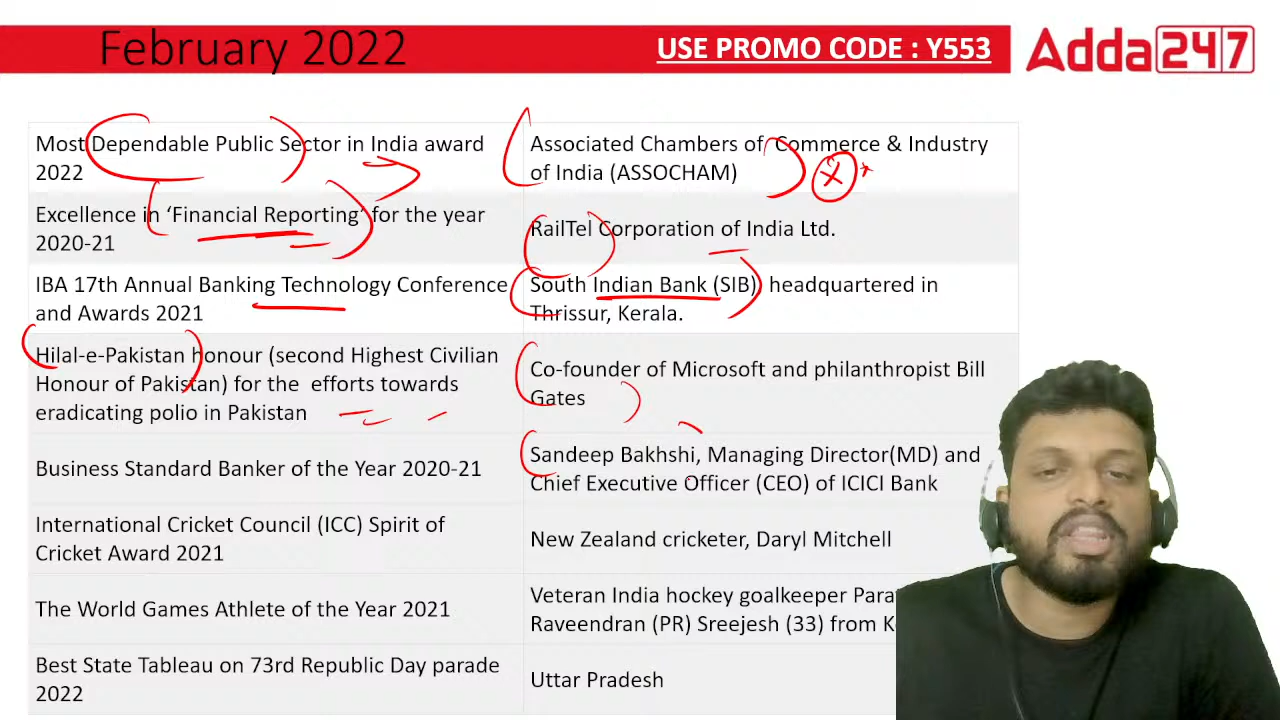 February 2022
USE PROMO CODE : Y553
Adda247
Most Dependable Public Sector in India award
2022
Associated Chambers of Commerce & Industry
of India (ASSOCHAM)
Excellence in ‘Financial Reporting’ for the year
2020-21
RailTel Corporation of India Ltd.
IBA 17th Annual Banking Technology Conference
and Awards 2021
South Indian Bank (SIB), headquartered in
Thrissur, Kerala.
Hilal-e-Pakistan honour (second Highest Civilian
Honour of Pakistan) for the efforts towards
eradicating polio in Pakistan
Co-founder of Microsoft and philanthropist Bill
Gates
Business Standard Banker of the Year 2020-21
Sandeep Bakhshi, Managing Director(MD) and
Chief Executive Officer (CEO) of ICICI Bank
International Cricket Council (ICC) Spirit of
Cricket Award 2021
New Zealand cricketer, Daryl Mitchell
The World Games Athlete of the Year 2021
Veteran India hockey goalkeeper
Raveendran (PR) Sreejesh (33) from
Best State Tableau on 73rd Republic Day parade
2022
Uttar Pradesh